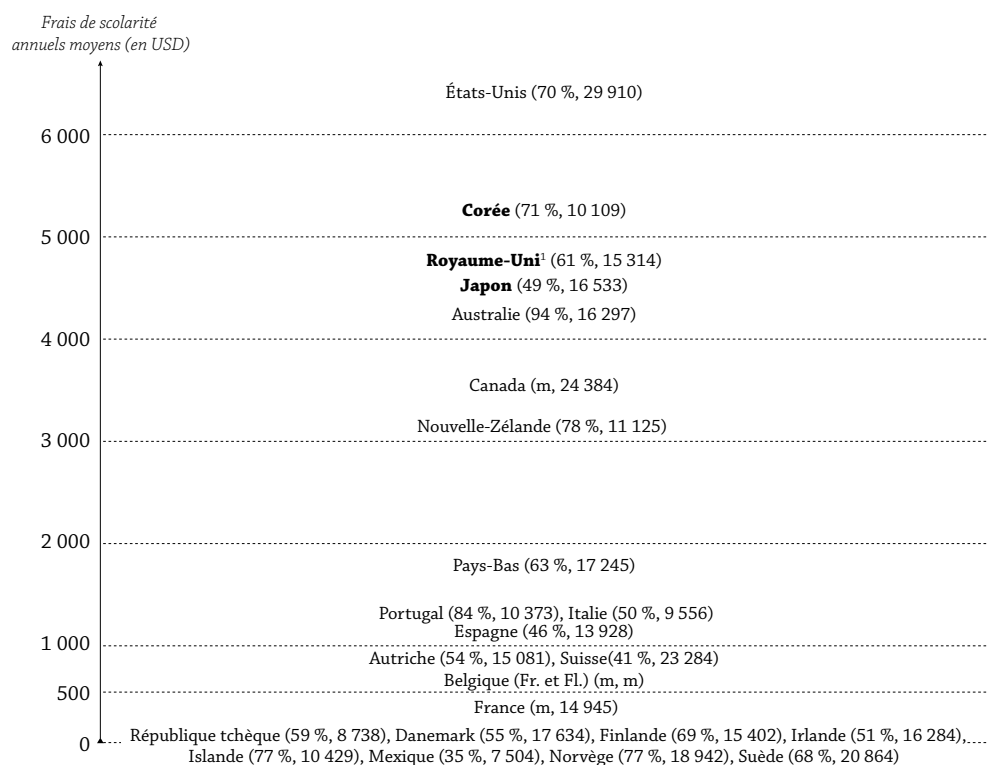 Frais de scolarité
annuels moyens (en USD)
États-Unis (70 %, 29 910)
6 000
Corée (71 %, 10 109)
5 000
Royaume-Uni¹ (61 %, 15 314)
Japon (49 %, 16 533)
Australie (94 %, 16 297)
4 000
Canada (m, 24 384)
Nouvelle-Zélande (78 %, 11 125)
3 000
2 000
Pays-Bas (63 %, 17 245)
Portugal (84 %, 10 373), Italie (50 %, 9 556)
Espagne (46 %, 13 928)
1 000
Autriche (54 %, 15 081), Suisse(41 %, 23 284)
Belgique (Fr. et Fl.) (m, m)
500
France (m, 14 945)
0
République tchèque (59 %, 8 738), Danemark (55 %, 17 634), Finlande (69 %, 15 402), Irlande (51 %, 16 284),
Islande (77 %, 10 429), Mexique (35 %, 7 504), Norvège (77 %, 18 942), Suède (68 %, 20 864)